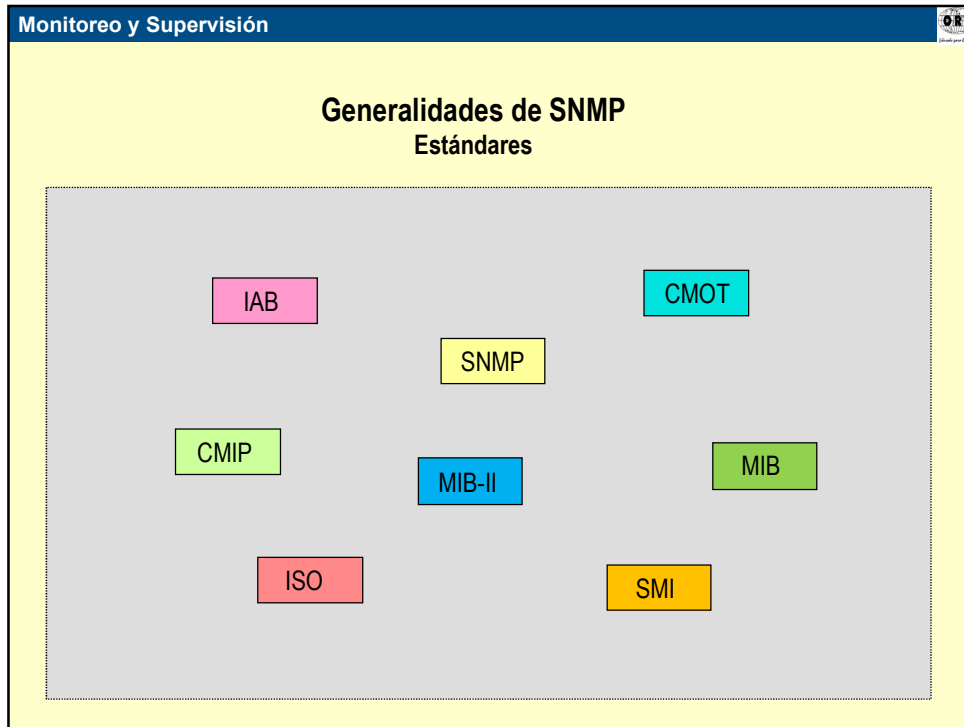 Monitoreo y Supervisión
Generalidades de SNMP
Estándares
IAB
CMOT
SNMP
CMIP
MIB-II
MIB
ISO
SMI